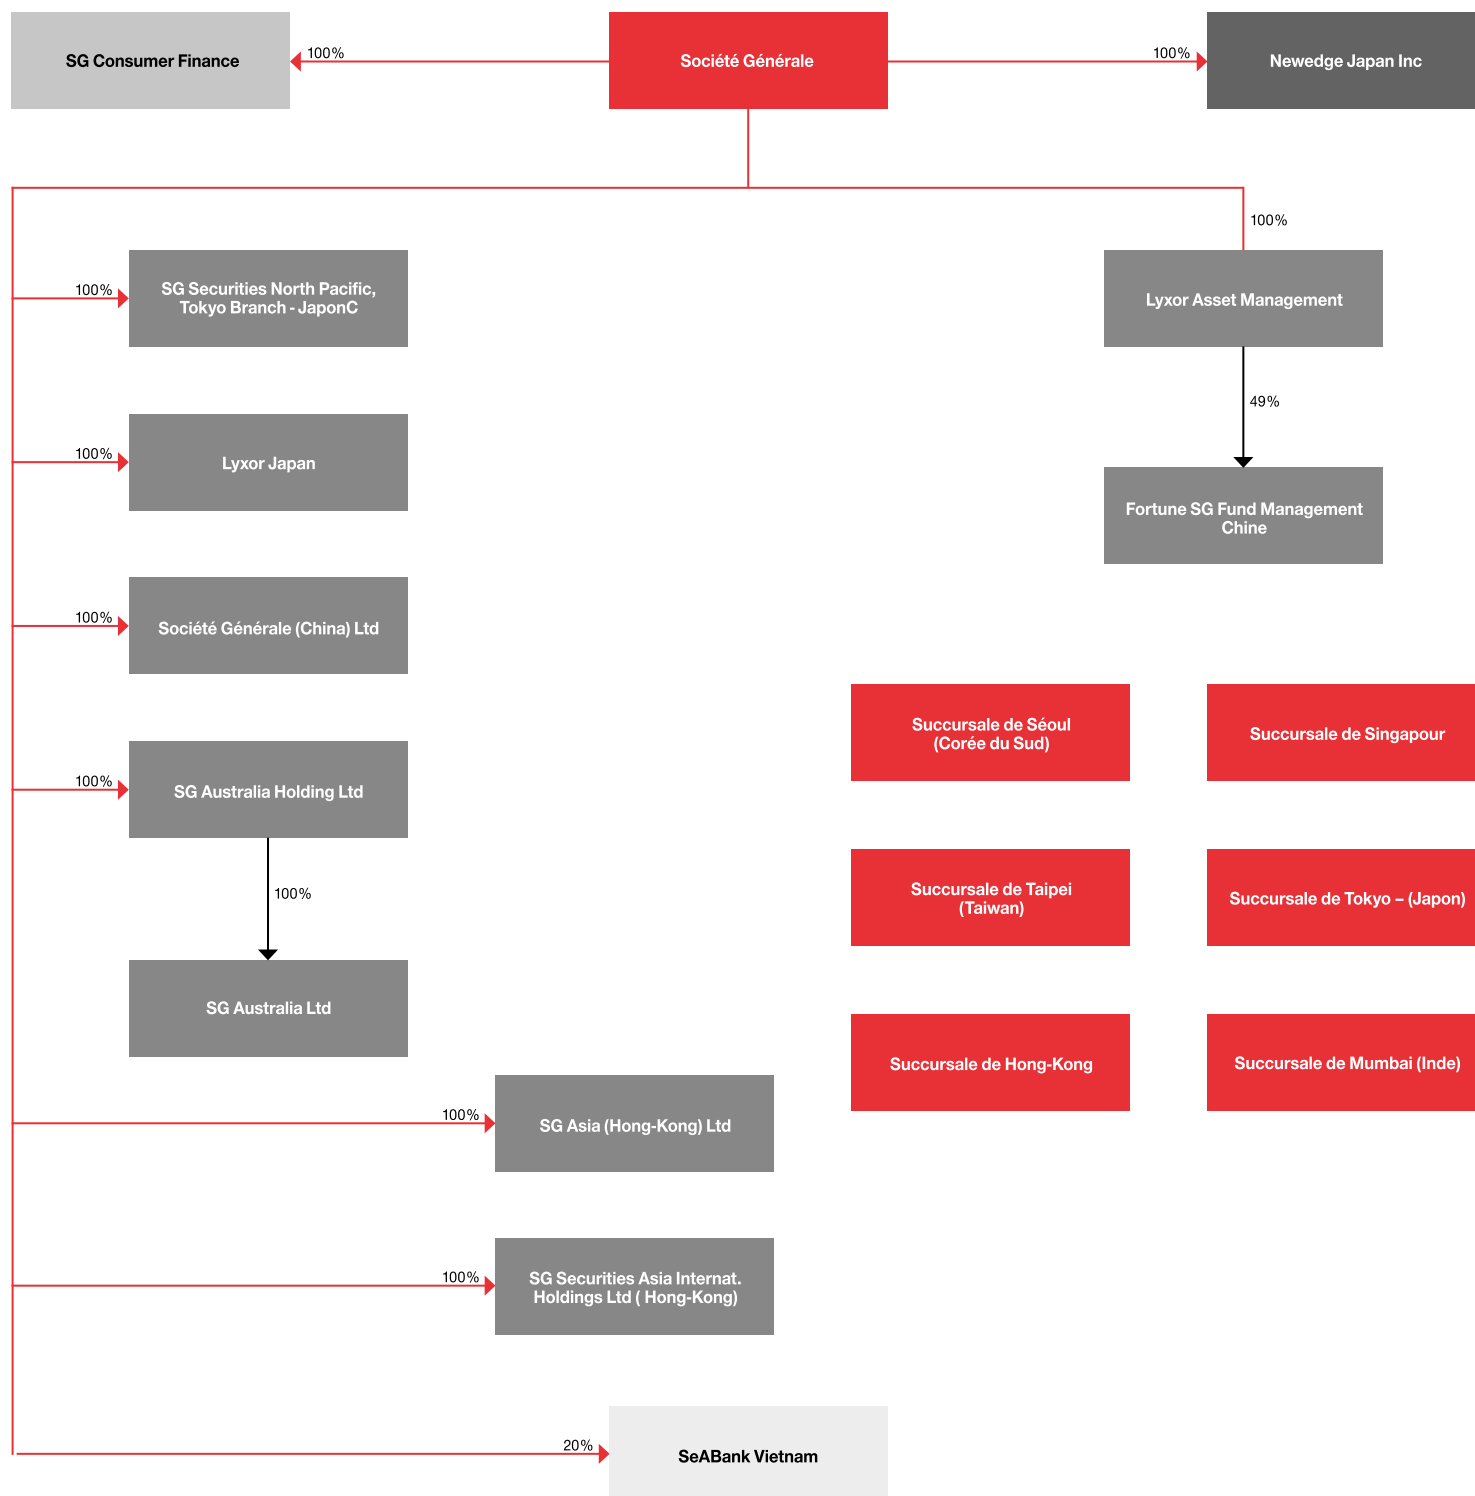 SG Consumer Finance
100%
Société Générale
100%
Newedge Japan Inc
100%
100%
SG Securities North Pacific,
Tokyo Branch - JaponC
Lyxor Asset Management
49%
100%
Lyxor Japan
Fortune SG Fund Management
Chine
100%
Société Générale (China) Ltd
Succursale de Séoul
(Corée du Sud)
Succursale de Singapour
100%
SG Australia Holding Ltd
100%
Succursale de Taipei
(Taiwan)
Succursale de Tokyo – (Japon)
SG Australia Ltd
Succursale de Hong-Kong
Succursale de Mumbai (Inde)
100%
SG Asia (Hong-Kong) Ltd
100%
SG Securities Asia Internat.
Holdings Ltd ( Hong-Kong)
20%
SeABank Vietnam